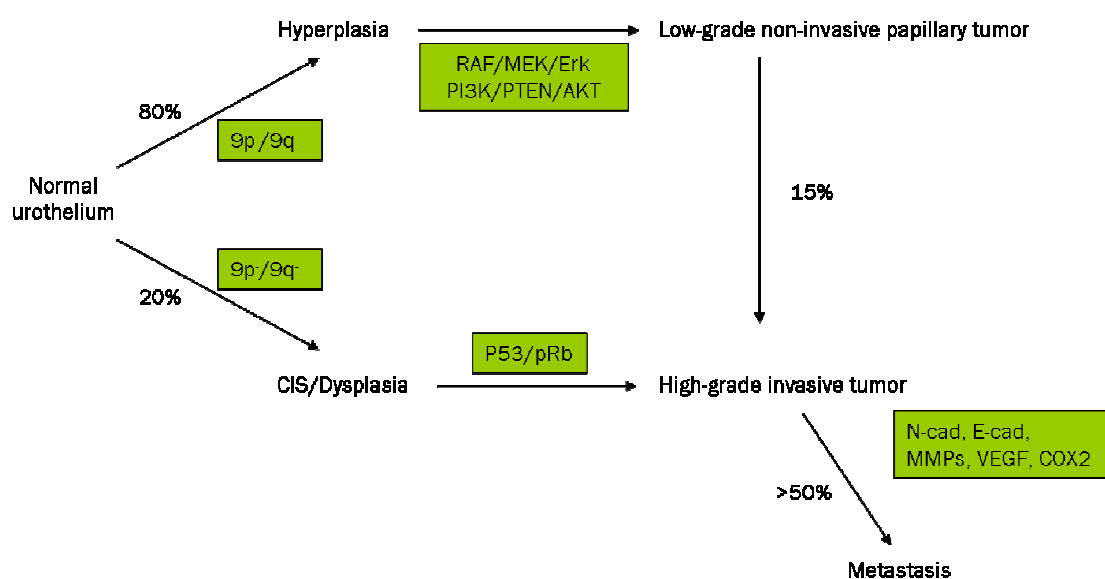 Hyperplasia
Low-grade non-invasive papillary tumor
RAF/MEK/Erk
PI3K/PTEN/AKT
80%
9p⁻/9q⁻
Normal
urothelium
15%
9p⁻/9q⁻
20%
P53/pRb
CIS/Dysplasia
High-grade invasive tumor
N-cad, E-cad,
MMPs, VEGF, COX2
>50%
Metastasis